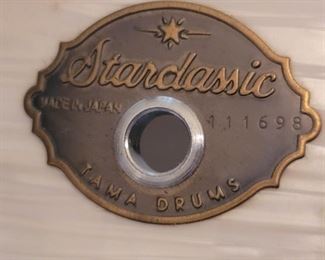 Starclassic
MADE IN JAPAN
111698
TAMA DRUMS